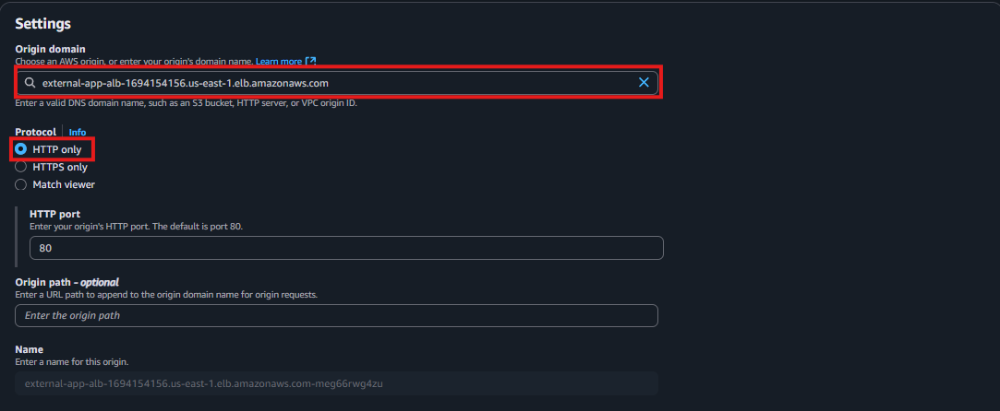 Settings
Origin domain
Choose an AWS origin, or enter your origin's domain name. Learn more
external-app-alb-1694154156.us-east-1.elb.amazonaws.com
Enter a valid DNS domain name, such as an S3 bucket, HTTP server, or VPC origin ID.
Protocol Info
HTTP only
HTTPS only
Match viewer
HTTP port
Enter your origin's HTTP port. The default is port 80.
80
Origin path - optional
Enter a URL path to append to the origin domain name for origin requests.
Enter the origin path
Name
Enter a name for this origin.
external-app-alb-1694154156.us-east-1.elb.amazonaws.com-meg66rwg4zu